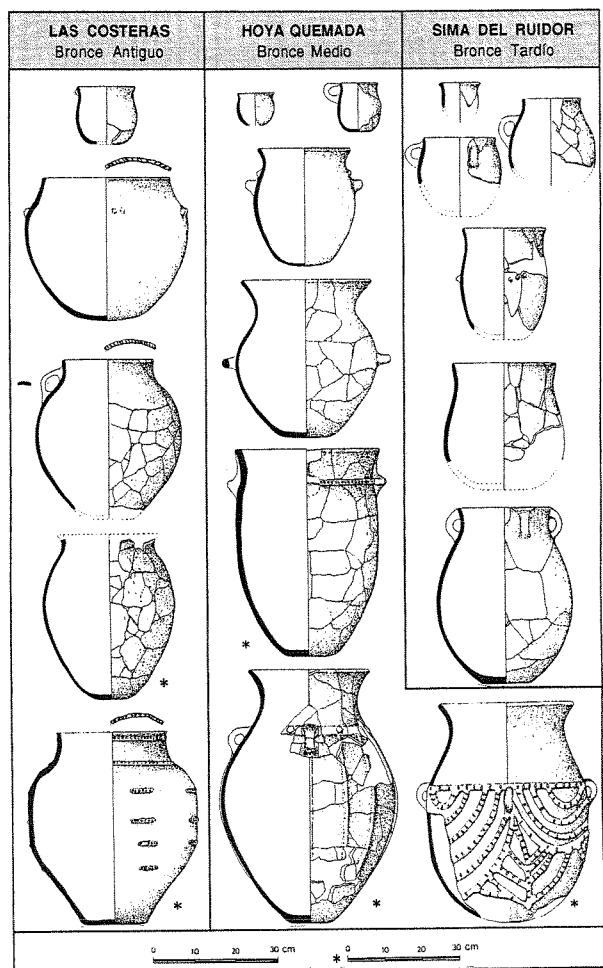 LAS COSTERAS
Bronce Antiguo
HOYA QUEMADA
Bronce Medio
SIMA DEL RUIDOR
Bronce Tardío
*
*
*
*
*
0 10 20 30 cm
* 0 10 20 30 cm